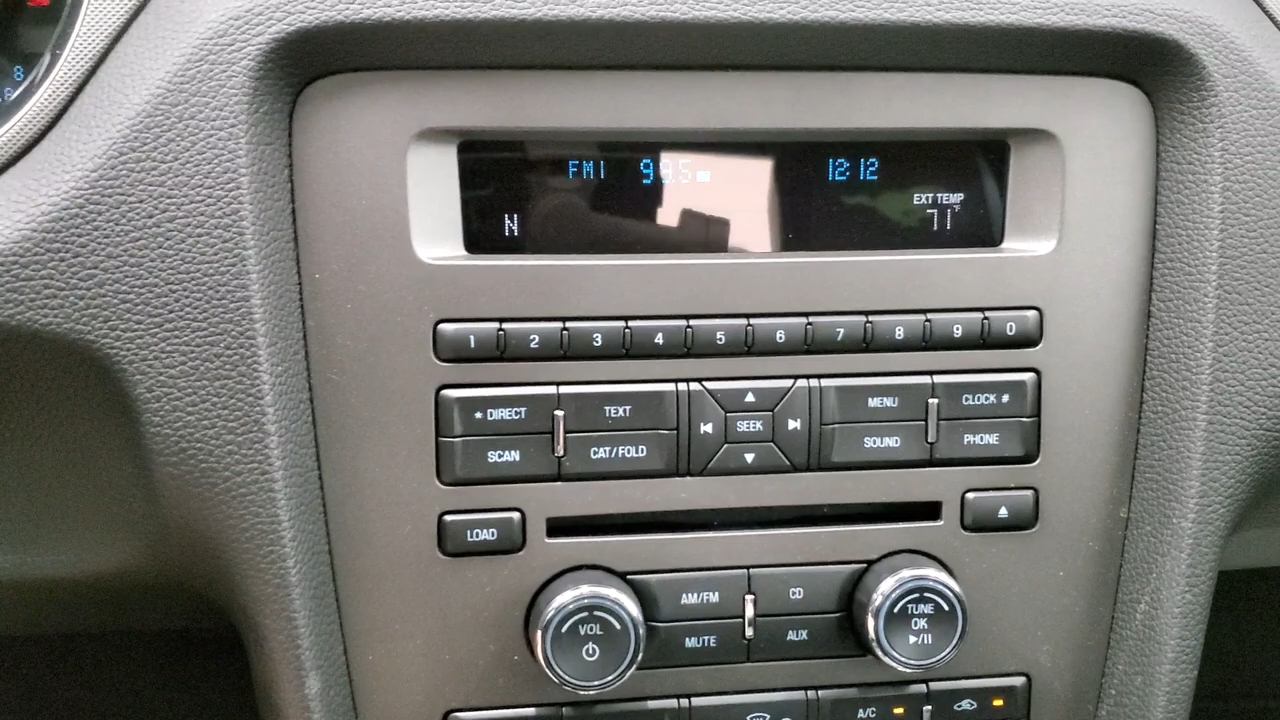 8
FM1 99.5 12:12
EXT TEMP
N 71°F
1 2 3 4 5 6 7 8 9 0
* DIRECT TEXT MENU CLOCK #
SEEK
SCAN CAT/FOLD SOUND PHONE
LOAD
AM/FM CD
VOL MUTE AUX TUNE
OK
A/C